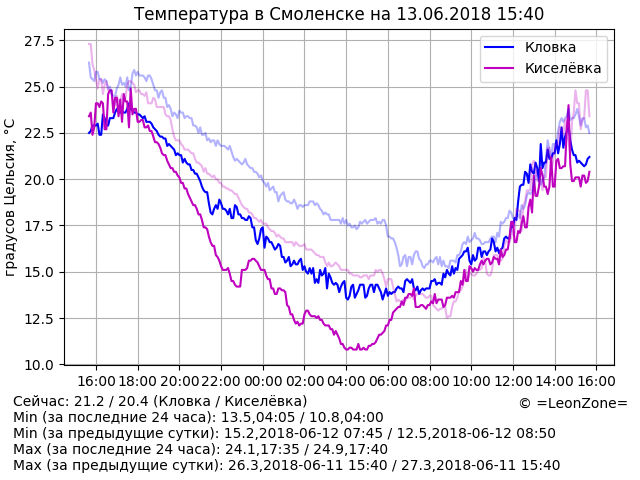 Температура в Смоленске на 13.06.2018 15:40
27.5
25.0
22.5
20.0
17.5
15.0
12.5
10.0
градусов Цельсия, °C
Кловка
Киселёвка
16:00 18:00 20:00 22:00 00:00 02:00 04:00 06:00 08:00 10:00 12:00 14:00 16:00
Сейчас: 21.2 / 20.4 (Кловка / Киселёвка)
© =LeonZone=
Min (за последние 24 часа): 13.5,04:05 / 10.8,04:00
Min (за предыдущие сутки): 15.2,2018-06-12 07:45 / 12.5,2018-06-12 08:50
Max (за последние 24 часа): 24.1,17:35 / 24.9,17:40
Max (за предыдущие сутки): 26.3,2018-06-11 15:40 / 27.3,2018-06-11 15:40